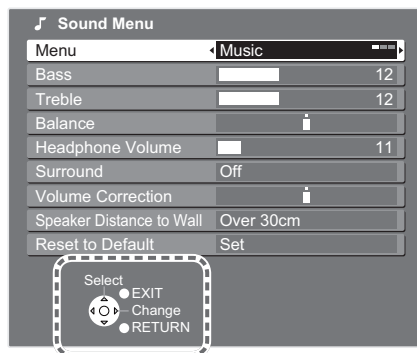 Sound Menu
Menu Music
Bass 12
Treble 12
Balance
Headphone Volume 11
Surround Off
Volume Correction
Speaker Distance to Wall Over 30cm
Reset to Default Set
Select
EXIT
Change
RETURN